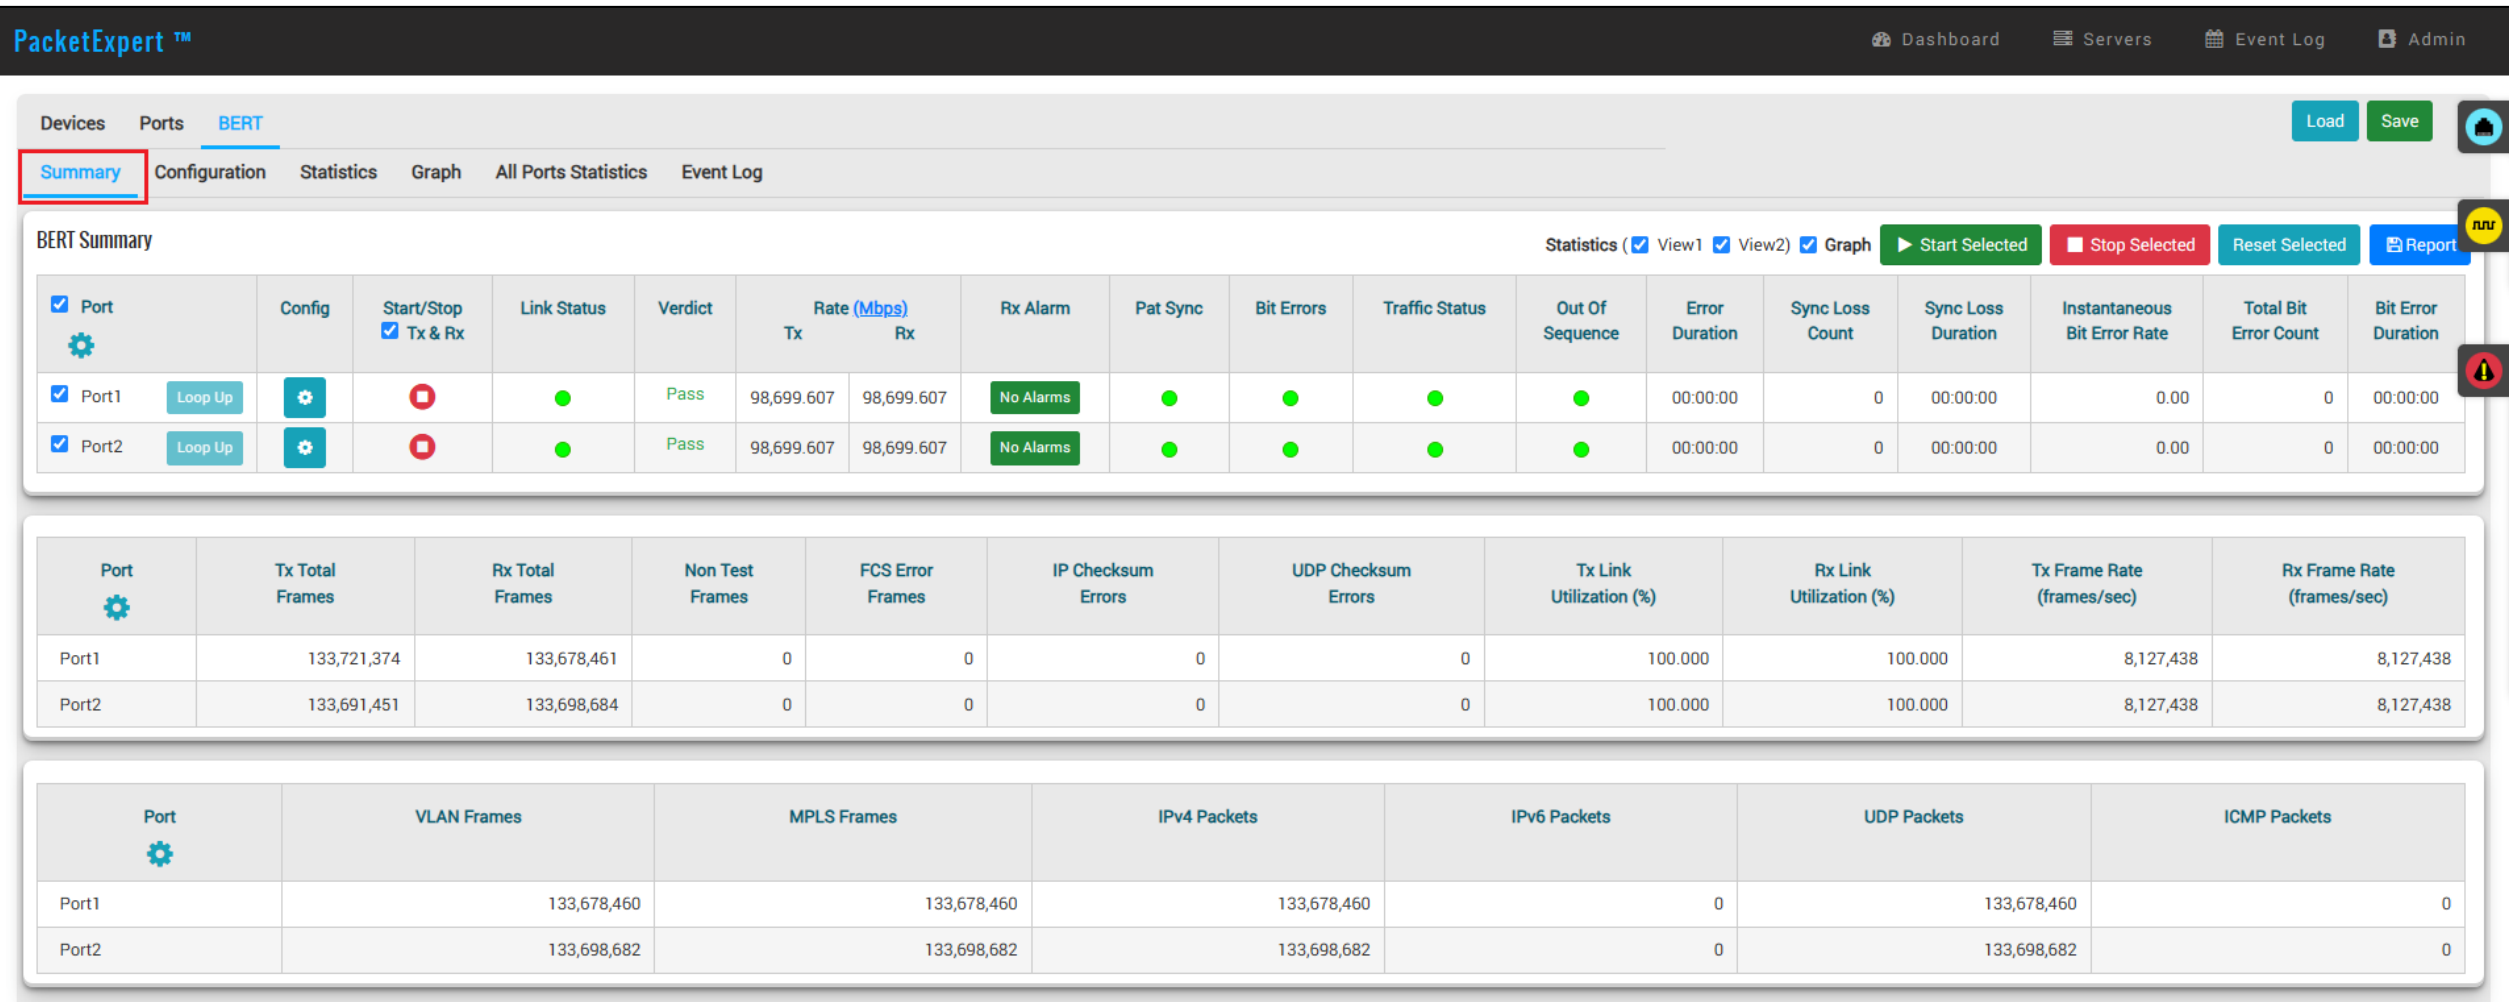 PacketExpert ™
Dashboard Servers Event Log Admin
Devices Ports BERT
Load Save
Summary Configuration Statistics Graph All Ports Statistics Event Log
BERT Summary
Statistics ( View1 View2) Graph Start Selected Stop Selected Reset Selected Report
Port Config Start/Stop Link Status Verdict Rate (Mbps) Rx Alarm Pat Sync Bit Errors Traffic Status Out Of Error Sync Loss Sync Loss Instantaneous Total Bit Bit Error
Tx & Rx Tx Rx Sequence Duration Count Duration Bit Error Rate Error Count Duration
Port1 Loop Up Pass 98,699.607 98,699.607 No Alarms 00:00:00 0 00:00:00 0.00 0 00:00:00
Port2 Loop Up Pass 98,699.607 98,699.607 No Alarms 00:00:00 0 00:00:00 0.00 0 00:00:00
Port Tx Total Rx Total Non Test FCS Error IP Checksum UDP Checksum Tx Link Rx Link Tx Frame Rate Rx Frame Rate
Frames Frames Frames Frames Errors Errors Utilization (%) Utilization (%) (frames/sec) (frames/sec)
Port1 133,721,374 133,678,461 0 0 0 0 100.000 100.000 8,127,438 8,127,438
Port2 133,691,451 133,698,684 0 0 0 0 100.000 100.000 8,127,438 8,127,438
Port VLAN Frames MPLS Frames IPv4 Packets IPv6 Packets UDP Packets ICMP Packets
Port1 133,678,460 133,678,460 133,678,460 0 133,678,460 0
Port2 133,698,682 133,698,682 133,698,682 0 133,698,682 0